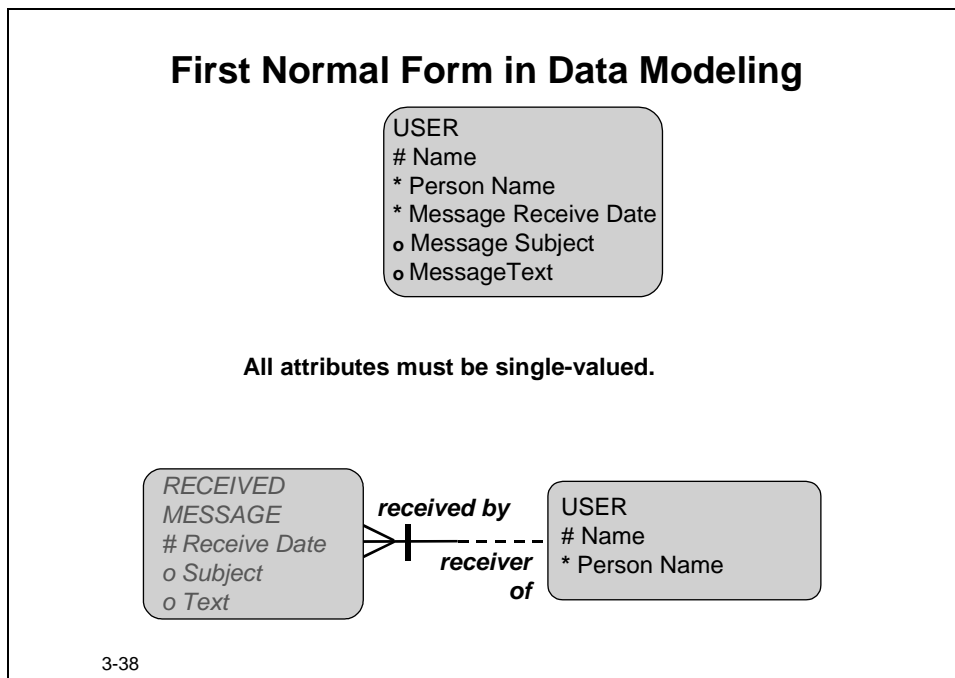 First Normal Form in Data Modeling
USER
# Name
* Person Name
* Message Receive Date
o Message Subject
o MessageText
All attributes must be single-valued.
RECEIVED
MESSAGE
# Receive Date
o Subject
o Text
received by
receiver
of
USER
# Name
* Person Name
3-38